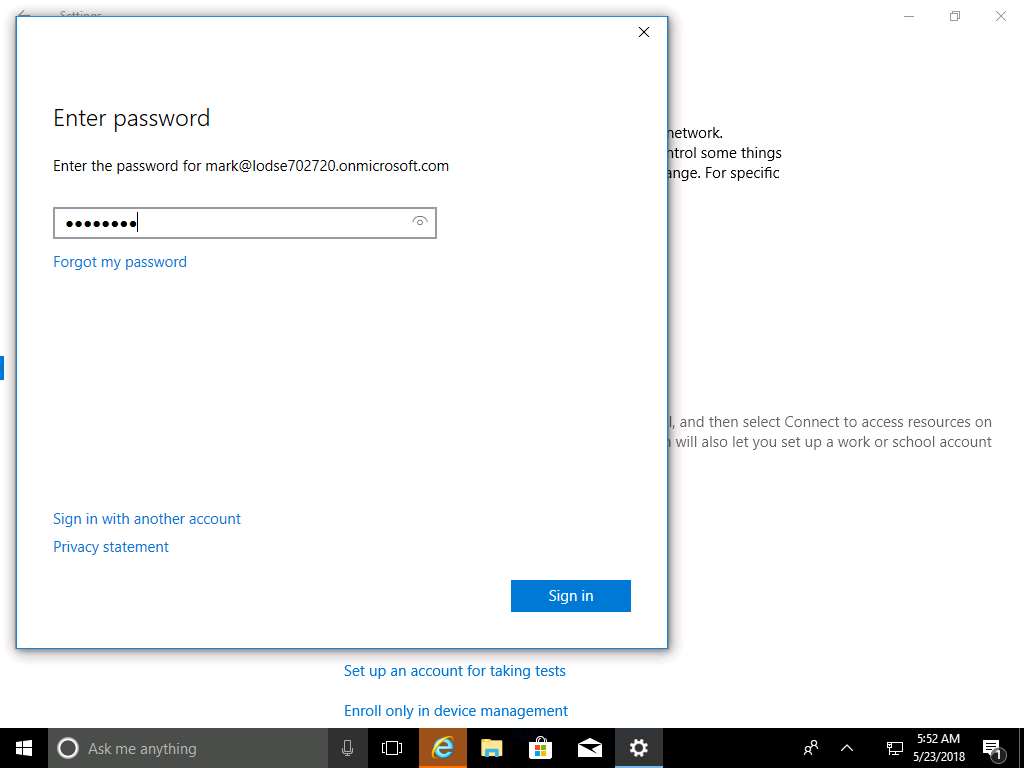 Settings
Enter password
Enter the password for mark@lodse702720.onmicrosoft.com
Forgot my password
network.
ntrol some things
ange. For specific
l, and then select Connect to access resources on
will also let you set up a work or school account
Sign in with another account
Privacy statement
Sign in
Set up an account for taking tests
Enroll only in device management
Ask me anything
5:52 AM
5/23/2018
1